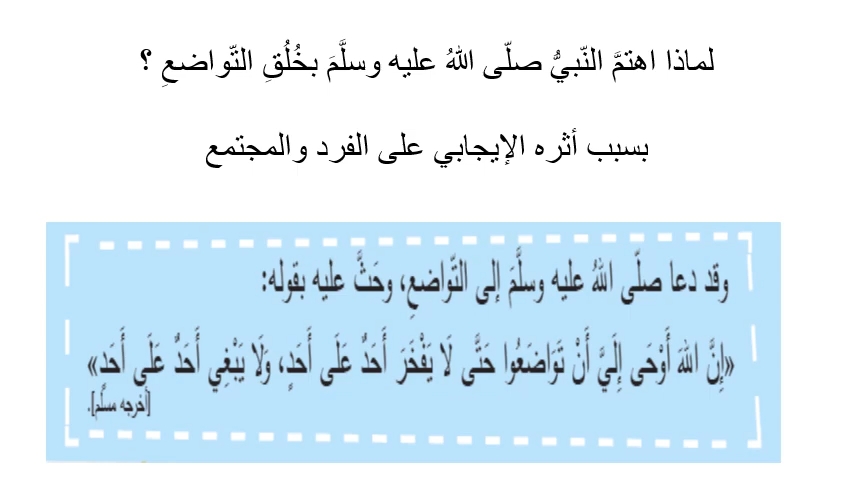 لماذا اهتمَّ النّبيُّ صلّى اللهُ عليه وسلَّمَ بخُلُقِ التّواضعِ ؟
بسبب أثره الإيجابي على الفرد والمجتمع
وقد دعا صلَّى اللهُ عليه وسلَّمَ إلى التّواضعِ، وحَثَّ عليه بقوله:
«إِنَّ اللهَ أَوْحَى إِلَيَّ أَنْ تَوَاضَعُوا حَتَّى لَا يَفْخَرَ أَحَدٌ عَلَى أَحَدٍ، وَلَا يَبْغِي أَحَدٌ عَلَى أَحَدٍ»
[أخرجه مسلم].